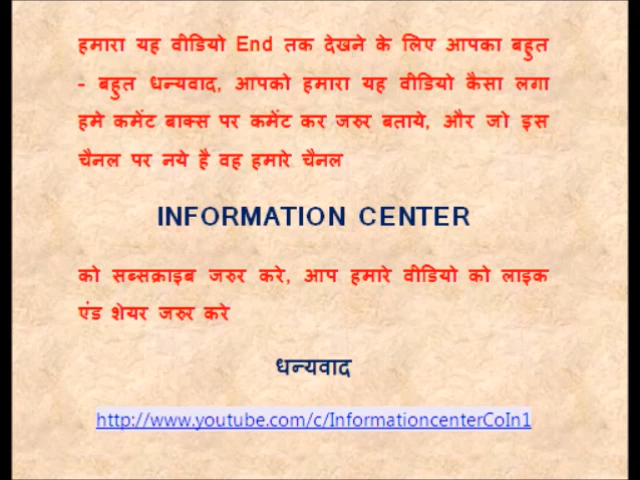 हमारा यह वीडियो End तक देखने के लिए आपका बहुत
- बहुत धन्यवाद, आपको हमारा यह वीडियो कैसा लगा
हमे कमेंट बाक्स पर कमेंट कर जरुर बताये, और जो इस
चैनल पर नये है वह हमारे चैनल
INFORMATION CENTER
को सब्सक्राइब जरुर करे, आप हमारे वीडियो को लाइक
एंड शेयर जरुर करे
धन्यवाद
http://www.youtube.com/c/InformationcenterCoIn1